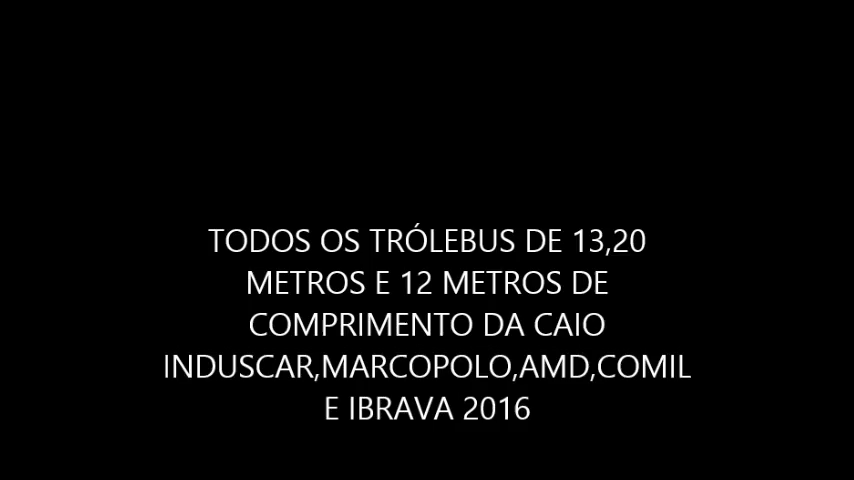 TODOS OS TRÓLEBUS DE 13,20
METROS E 12 METROS DE
COMPRIMENTO DA CAIO
INDUSCAR,MARCOPOLO,AMD,COMIL
E IBRAVA 2016